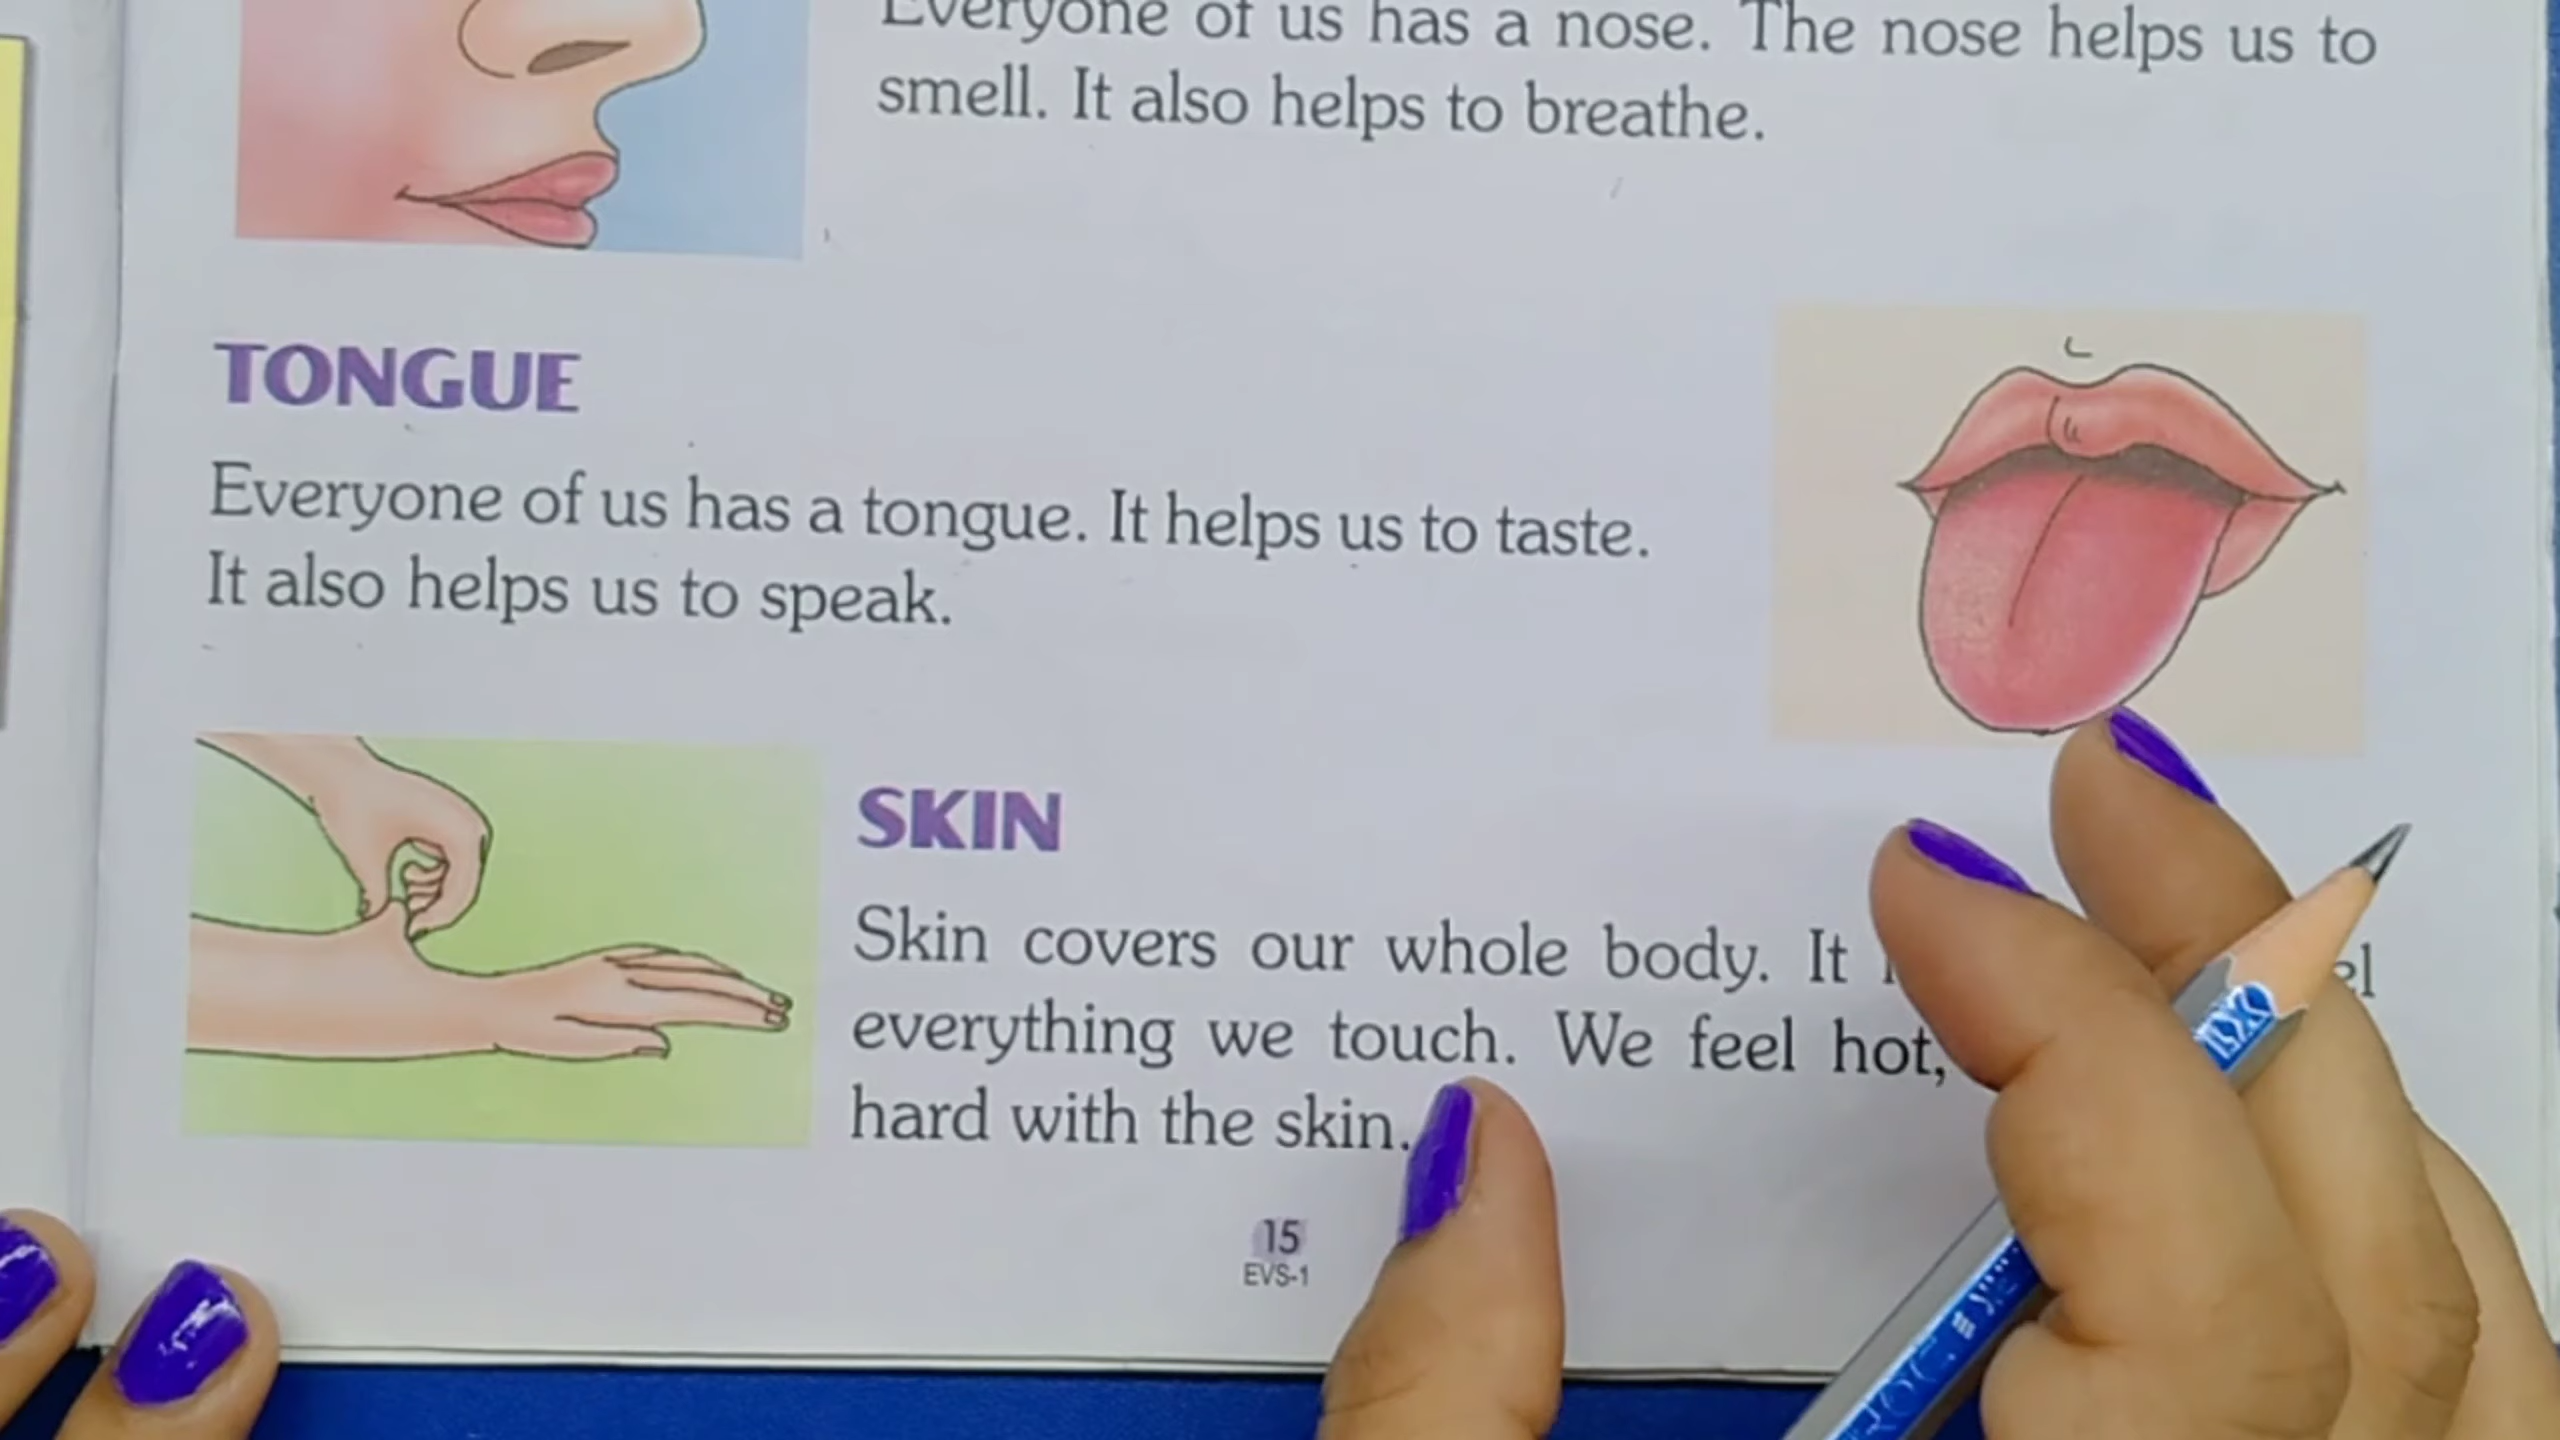 Everyone of us has a nose. The nose helps us to
smell. It also helps to breathe.
TONGUE
Everyone of us has a tongue. It helps us to taste.
It also helps us to speak.
SKIN
Skin covers our whole body. It
everything we touch. We feel hot,
hard with the skin.
15
EVS-1